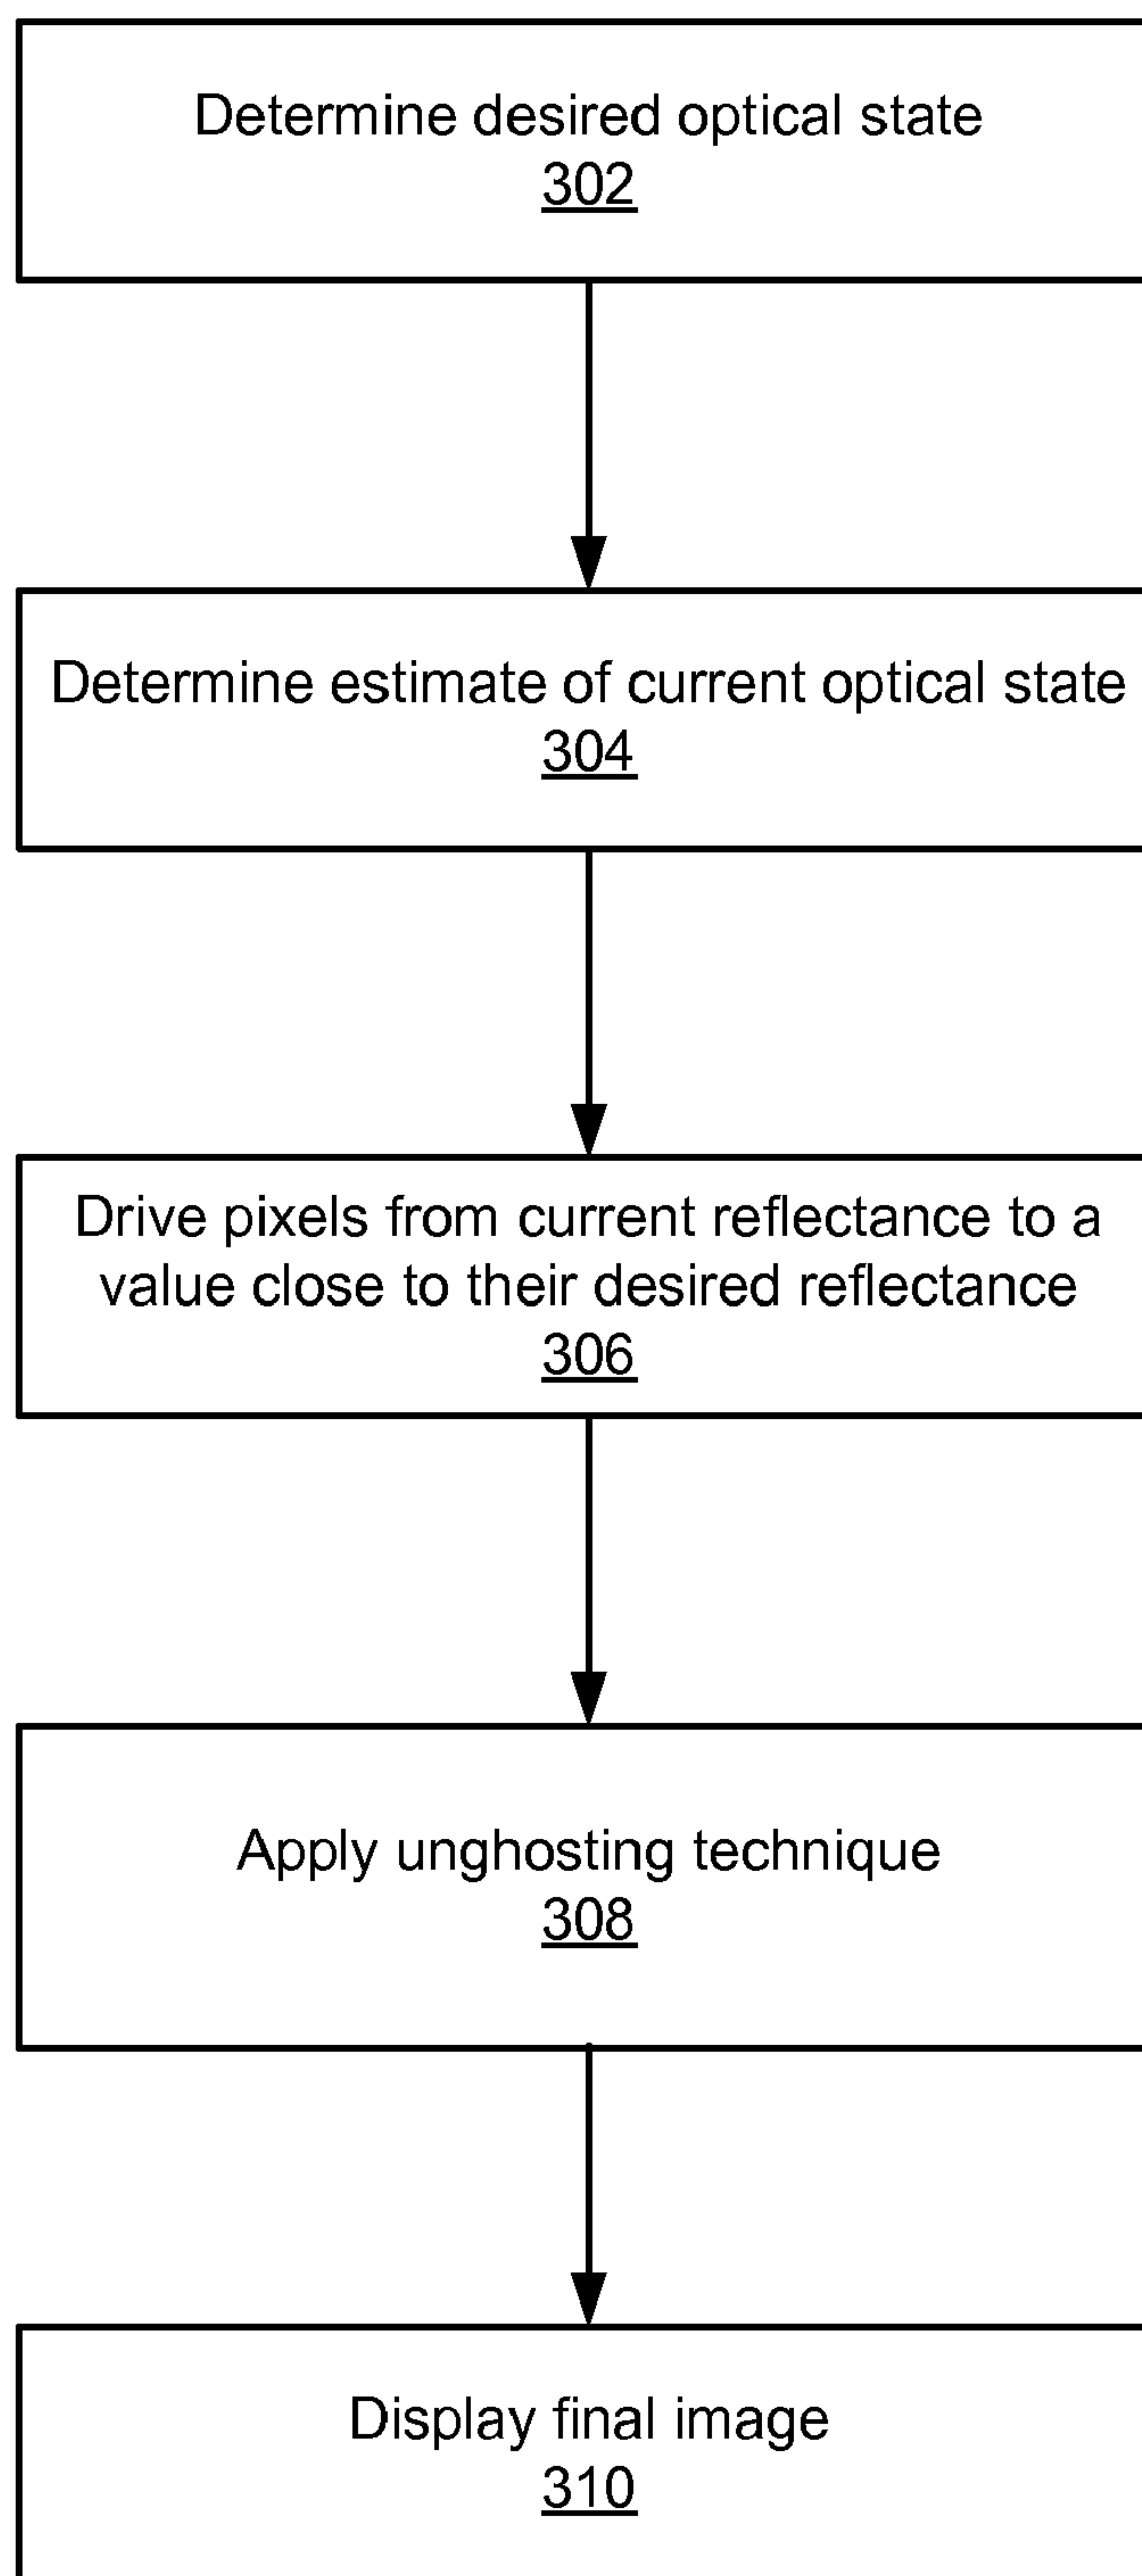 Determine desired optical state
302
Determine estimate of current optical state
304
Drive pixels from current reflectance to a
value close to their desired reflectance
306
Apply unghosting technique
308
Display final image
310